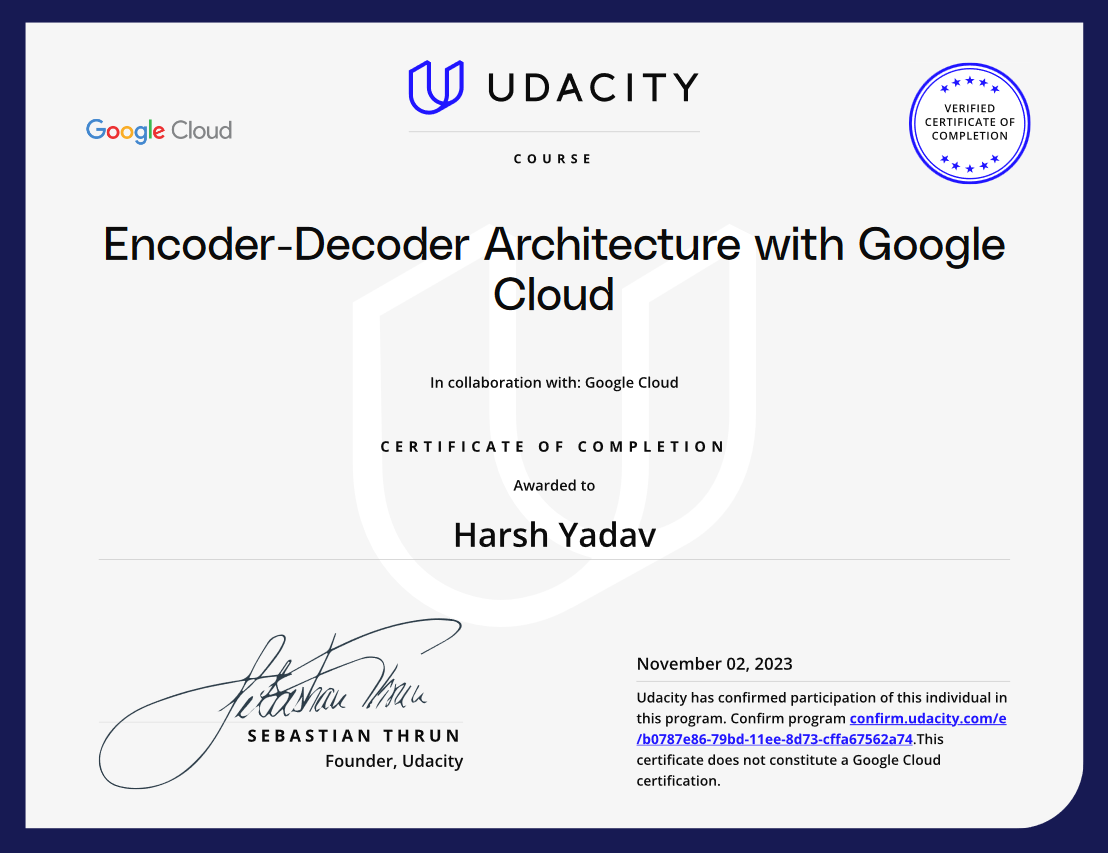 UDACITY
Google Cloud
VERIFIED
CERTIFICATE OF
COMPLETION
COURSE
Encoder-Decoder Architecture with Google
Cloud
In collaboration with: Google Cloud
CERTIFICATE OF COMPLETION
Awarded to
Harsh Yadav
Sebastian Thrun
SEBASTIAN THRUN
Founder, Udacity
November 02, 2023
Udacity has confirmed participation of this individual in
this program. Confirm program confirm.udacity.com/e
/b0787e86-79bd-11ee-8d73-cffa67562a74.This
certificate does not constitute a Google Cloud
certification.